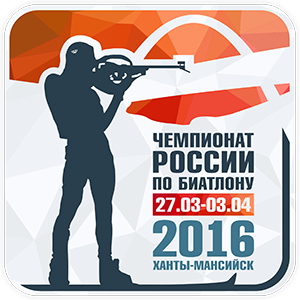 ЧЕМПИОНАТ
РОССИИ
ПО БИАТЛОНУ
27.03-03.04
2016
ХАНТЫ-МАНСИЙСК